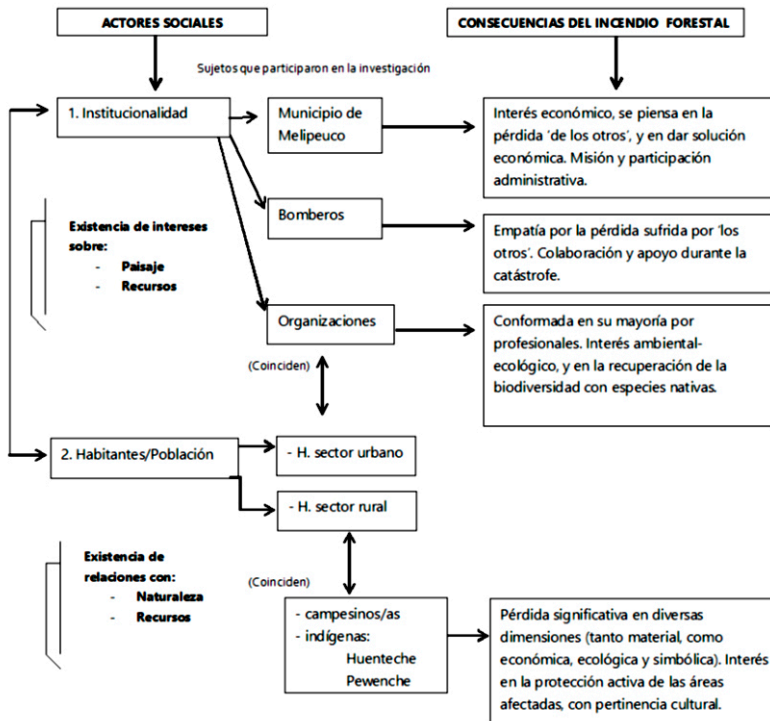 ACTORES SOCIALES
CONSECUENCIAS DEL INCENDIO FORESTAL
Sujetos que participaron en la investigación
1. Institucionalidad
Municipio de
Melipeuco
Interés económico, se piensa en la
pérdida ‘de los otros’, y en dar solución
económica. Misión y participación
administrativa.
Existencia de intereses
sobre:
- Paisaje
- Recursos
Bomberos
Empatía por la pérdida sufrida por ‘los
otros’. Colaboración y apoyo durante la
catástrofe.
Organizaciones
Conformada en su mayoría por
profesionales. Interés ambiental-
ecológico, y en la recuperación de la
biodiversidad con especies nativas.
(Coinciden)
2. Habitantes/Población
- H. sector urbano
- H. sector rural
Existencia de
relaciones con:
- Naturaleza
- Recursos
(Coinciden)
- campesinos/as
- indígenas:
Huenteche
Pewenche
Pérdida significativa en diversas
dimensiones (tanto material, como
económica, ecológica y simbólica). Interés
en la protección activa de las áreas
afectadas, con pertinencia cultural.